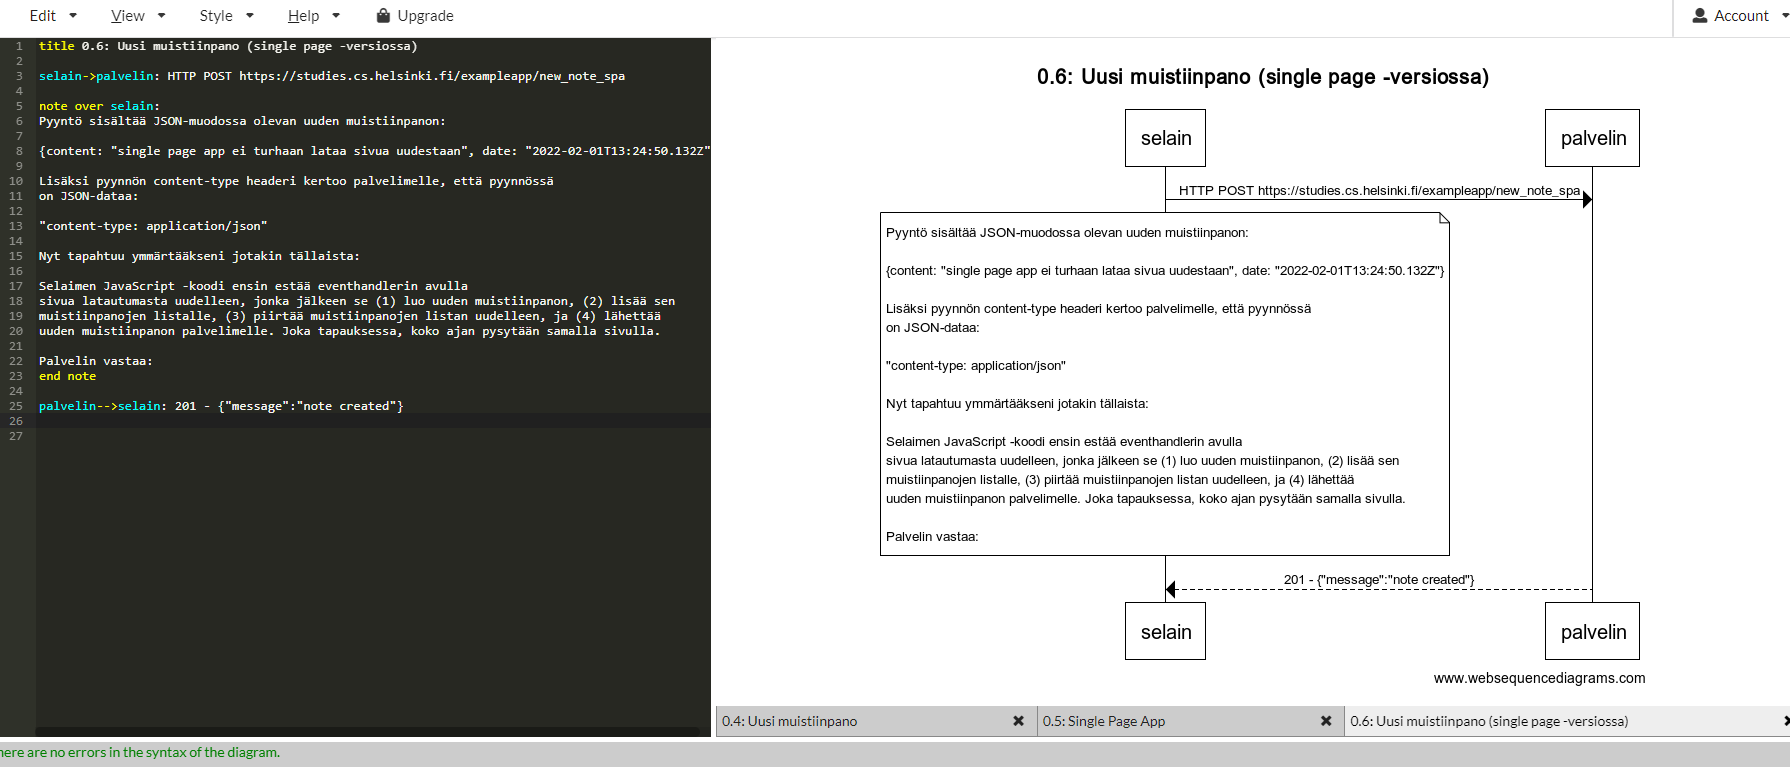 Edit View Style Help Upgrade Account
1 title 0.6: Uusi muistiinpano (single page -versiossa)
2
3 selain->palvelin: HTTP POST https://studies.cs.helsinki.fi/exampleapp/new_note_spa
4
5 note over selain:
6 Pyyntö sisältää JSON-muodossa olevan uuden muistiinpanon:
7
8 {content: "single page app ei turhaan lataa sivua uudestaan", date: "2022-02-01T13:24:50.132Z"
9
10 Lisäksi pyynnön content-type headeri kertoo palvelimelle, että pyynnössä
11 on JSON-dataa:
12
13 "content-type: application/json"
14
15 Nyt tapahtuu ymmärtääkseni jotakin tällaista:
16
17 Selaimen JavaScript -koodi ensin estää eventhandlerin avulla
18 sivua latautumasta uudelleen, jonka jälkeen se (1) luo uuden muistiinpanon, (2) lisää sen
19 muistiinpanojen listalle, (3) piirtää muistiinpanojen listan uudelleen, ja (4) lähettää
20 uuden muistiinpanon palvelimelle. Joka tapauksessa, koko ajan pysytään samalla sivulla.
21
22 Palvelin vastaa:
23 end note
24
25 palvelin-->selain: 201 - {"message":"note created"}
26
27
0.6: Uusi muistiinpano (single page -versiossa)
selain palvelin
HTTP POST https://studies.cs.helsinki.fi/exampleapp/new_note_spa
Pyyntö sisältää JSON-muodossa olevan uuden muistiinpanon:
{content: "single page app ei turhaan lataa sivua uudestaan", date: "2022-02-01T13:24:50.132Z"}
Lisäksi pyynnön content-type headeri kertoo palvelimelle, että pyynnössä
on JSON-dataa:
"content-type: application/json"
Nyt tapahtuu ymmärtääkseni jotakin tällaista:
Selaimen JavaScript -koodi ensin estää eventhandlerin avulla
sivua latautumasta uudelleen, jonka jälkeen se (1) luo uuden muistiinpanon, (2) lisää sen
muistiinpanojen listalle, (3) piirtää muistiinpanojen listan uudelleen, ja (4) lähettää
uuden muistiinpanon palvelimelle. Joka tapauksessa, koko ajan pysytään samalla sivulla.
Palvelin vastaa:
201 - {"message":"note created"}
selain palvelin
www.websequencediagrams.com
0.4: Uusi muistiinpano 0.5: Single Page App 0.6: Uusi muistiinpano (single page -versiossa)
here are no errors in the syntax of the diagram.